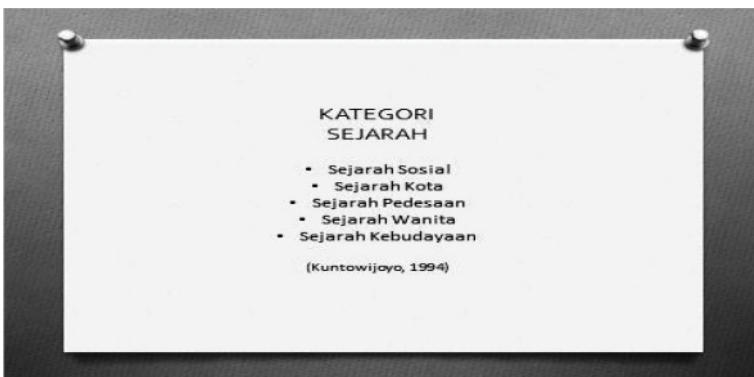 KATEGORI
SEJARAH
• Sejarah Sosial
• Sejarah Kota
• Sejarah Pedesaan
• Sejarah Wanita
• Sejarah Kebudayaan
(Kuntowijoyo, 1994)